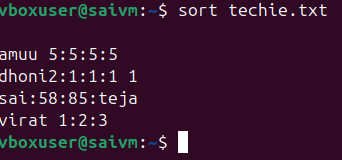 vboxuser@saivm:~$ sort techie.txt

amuu 5:5:5:5
dhoni2:1:1:1 1
sai:58:85:teja
virat 1:2:3
vboxuser@saivm:~$